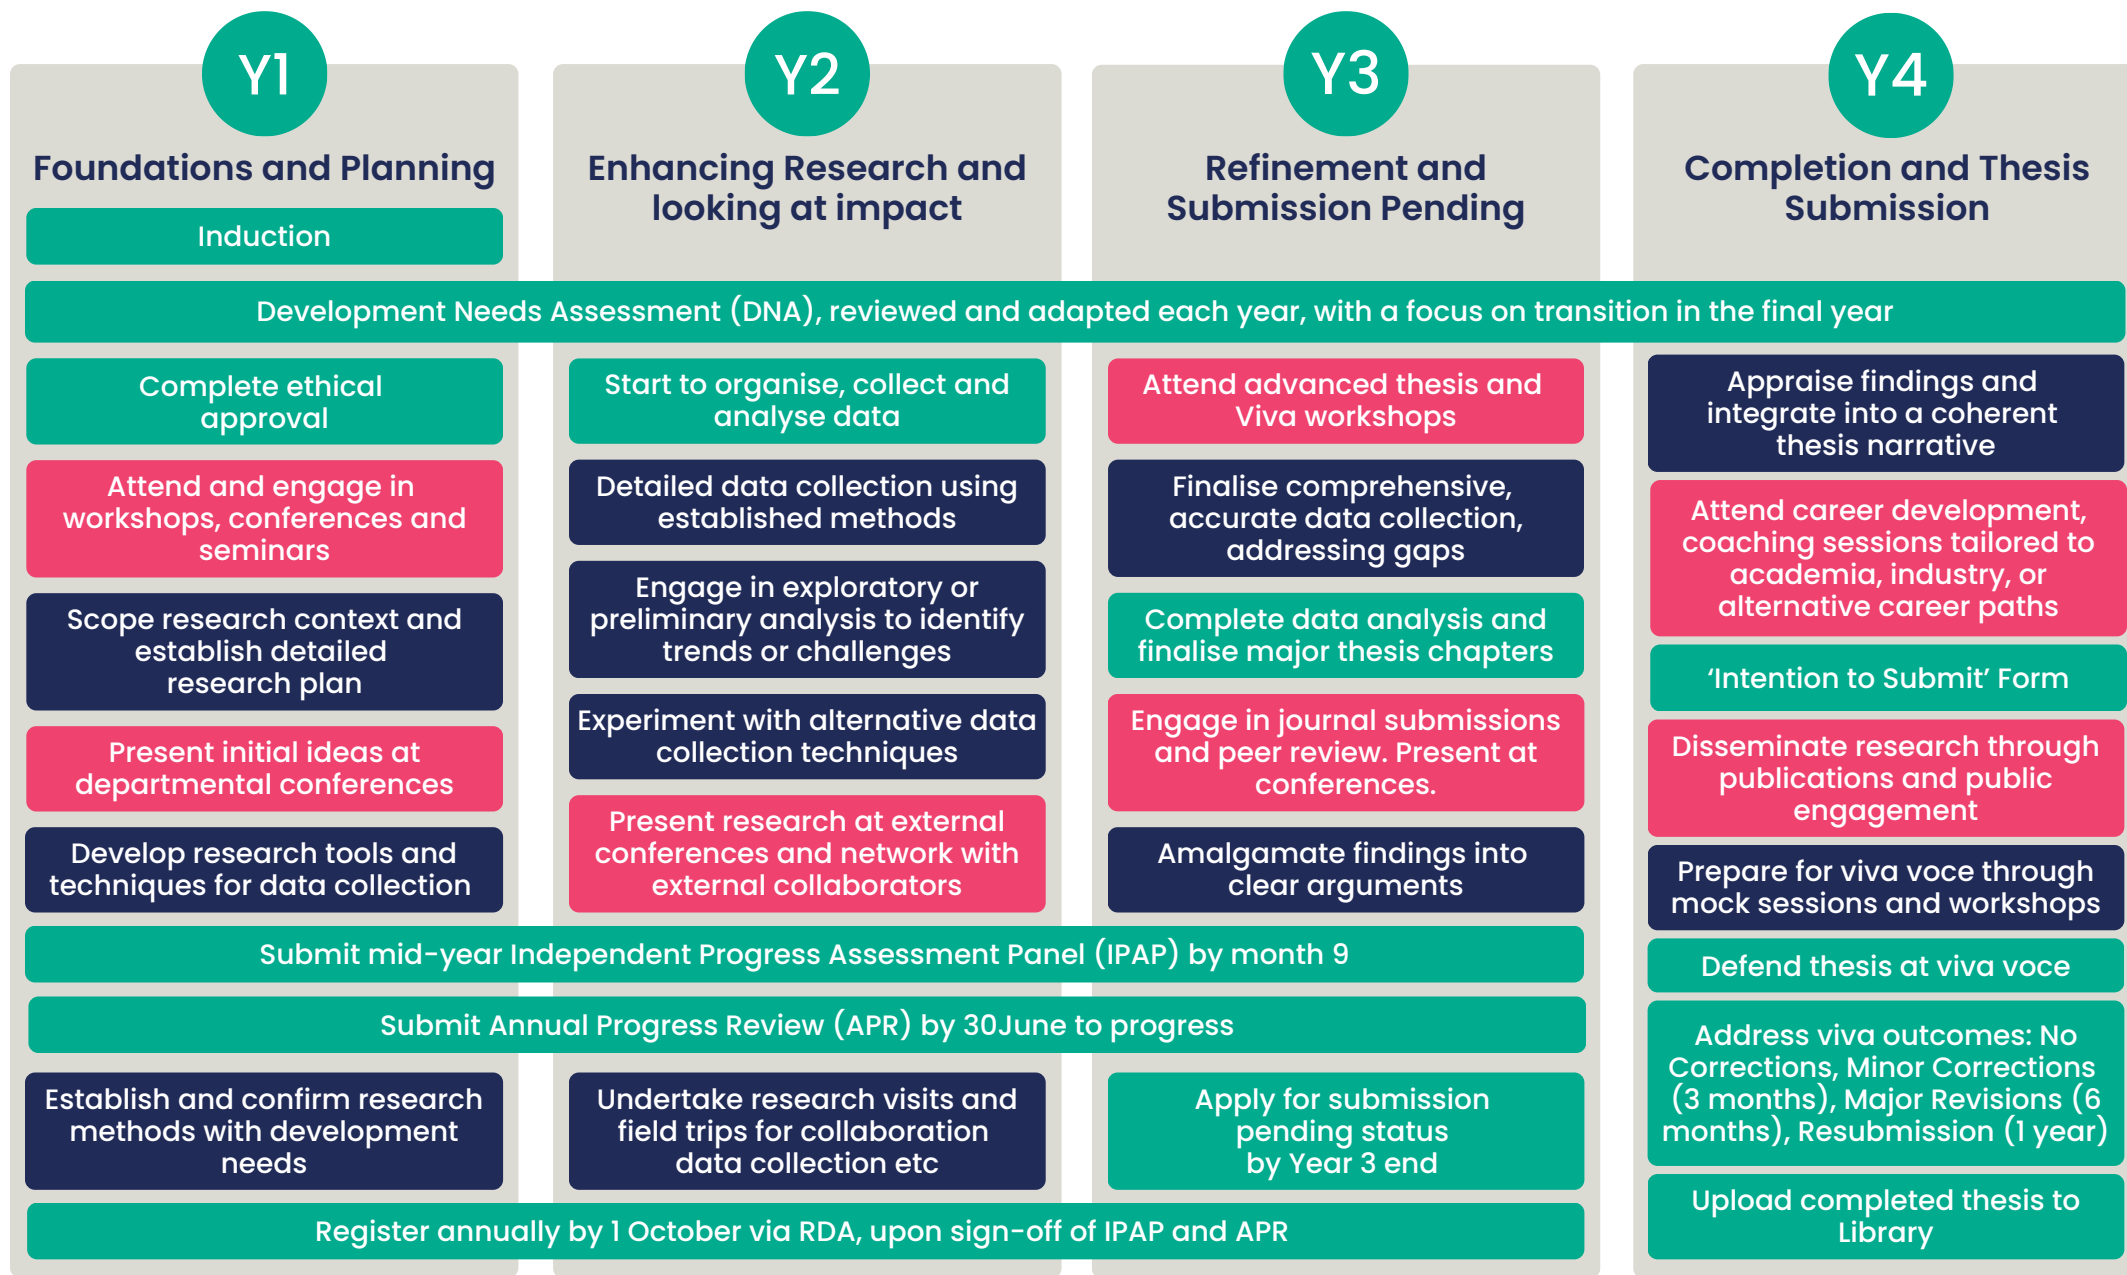 Y1
Foundations and Planning
Induction
Y2
Enhancing Research and
looking at impact
Y3
Refinement and
Submission Pending
Y4
Completion and Thesis
Submission
Development Needs Assessment (DNA), reviewed and adapted each year, with a focus on transition in the final year
Complete ethical
approval
Attend and engage in
workshops, conferences and
seminars
Scope research context and
establish detailed
research plan
Present initial ideas at
departmental conferences
Develop research tools and
techniques for data collection
Start to organise, collect and
analyse data
Detailed data collection using
established methods
Engage in exploratory or
preliminary analysis to identify
trends or challenges
Experiment with alternative data
collection techniques
Present research at external
conferences and network with
external collaborators
Attend advanced thesis and
Viva workshops
Finalise comprehensive,
accurate data collection,
addressing gaps
Complete data analysis and
finalise major thesis chapters
Engage in journal submissions
and peer review. Present at
conferences.
Amalgamate findings into
clear arguments
Submit mid-year Independent Progress Assessment Panel (IPAP) by month 9
Submit Annual Progress Review (APR) by 30June to progress
Establish and confirm research
methods with development
needs
Undertake research visits and
field trips for collaboration
data collection etc
Apply for submission
pending status
by Year 3 end
Register annually by 1 October via RDA, upon sign-off of IPAP and APR
Appraise findings and
integrate into a coherent
thesis narrative
Attend career development,
coaching sessions tailored to
academia, industry, or
alternative career paths
‘Intention to Submit’ Form
Disseminate research through
publications and public
engagement
Prepare for viva voce through
mock sessions and workshops
Defend thesis at viva voce
Address viva outcomes: No
Corrections, Minor Corrections
(3 months), Major Revisions (6
months), Resubmission (1 year)
Upload completed thesis to
Library